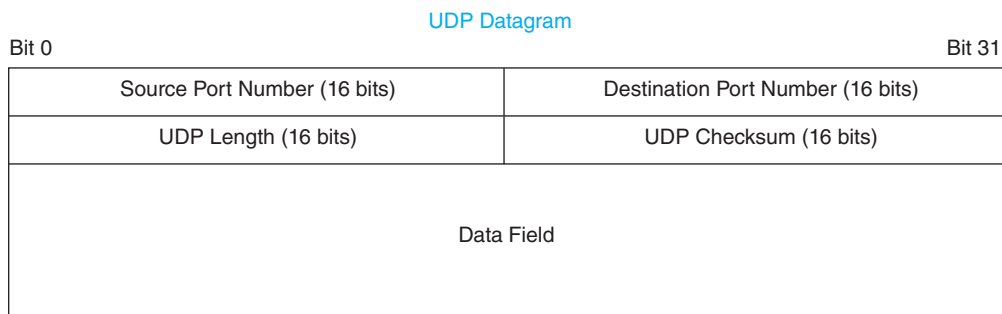 UDP Datagram
Bit 0 Bit 31
Source Port Number (16 bits) Destination Port Number (16 bits)
UDP Length (16 bits) UDP Checksum (16 bits)
Data Field